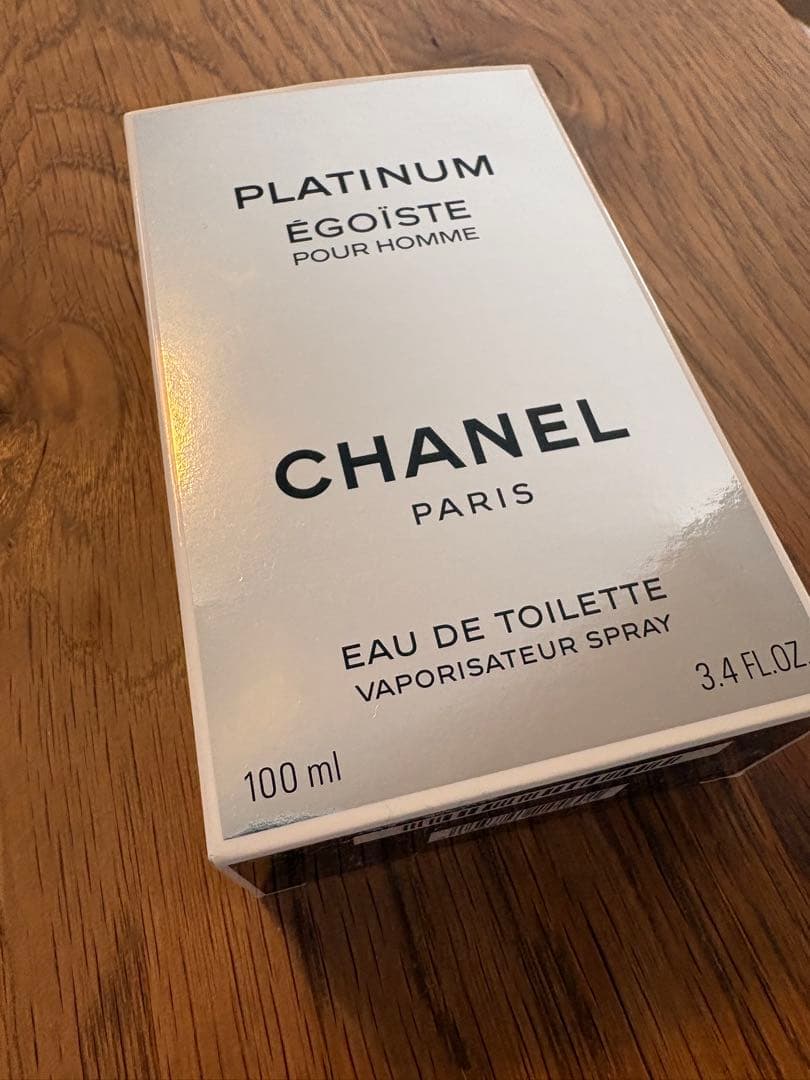 PLATINUM
ÉGOÏSTE
POUR HOMME
CHANEL
PARIS
EAU DE TOILETTE
VAPORISATEUR SPRAY
100 ml
3.4 FL.OZ.